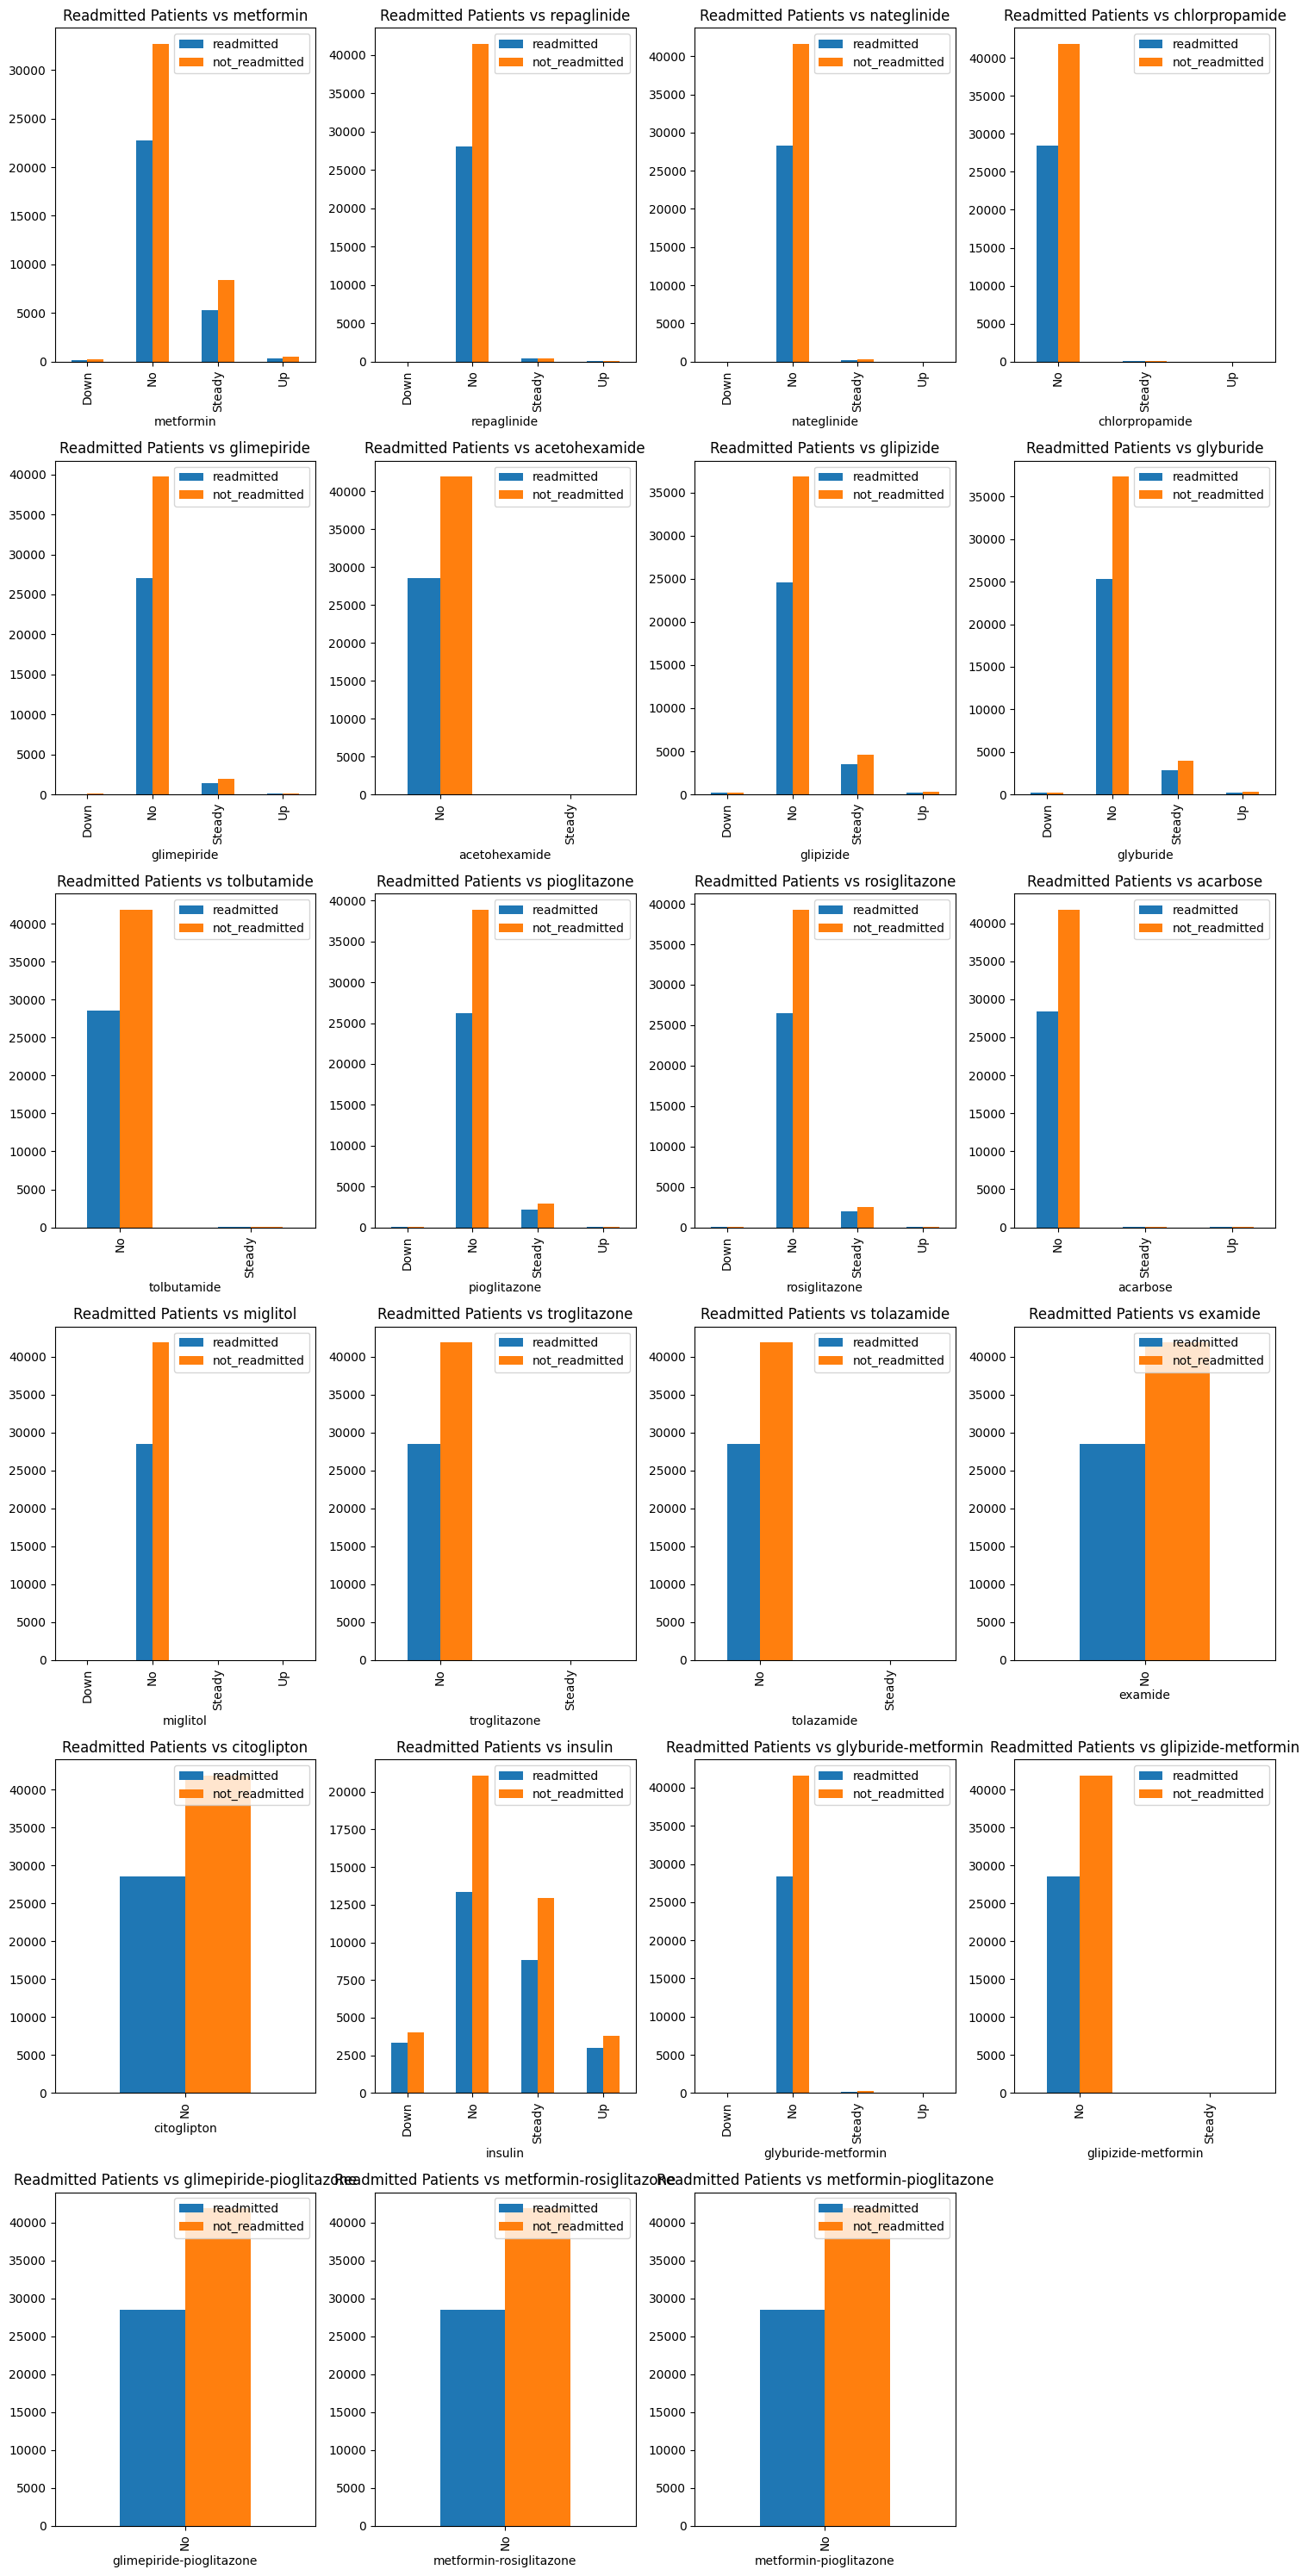 Readmitted Patients vs metformin
readmitted
not_readmitted
30000
25000
20000
15000
10000
5000
0
Down
No
Steady
Up
metformin
Readmitted Patients vs repaglinide
readmitted
not_readmitted
40000
35000
30000
25000
20000
15000
10000
5000
0
Down
No
Steady
Up
repaglinide
Readmitted Patients vs nateglinide
readmitted
not_readmitted
40000
35000
30000
25000
20000
15000
10000
5000
0
Down
No
Steady
Up
nateglinide
Readmitted Patients vs chlorpropamide
readmitted
not_readmitted
40000
35000
30000
25000
20000
15000
10000
5000
0
No
Steady
Up
chlorpropamide
Readmitted Patients vs glimepiride
readmitted
not_readmitted
40000
35000
30000
25000
20000
15000
10000
5000
0
Down
No
Steady
Up
glimepiride
Readmitted Patients vs acetohexamide
readmitted
not_readmitted
40000
35000
30000
25000
20000
15000
10000
5000
0
No
Steady
acetohexamide
Readmitted Patients vs glipizide
readmitted
not_readmitted
35000
30000
25000
20000
15000
10000
5000
0
Down
No
Steady
Up
glipizide
Readmitted Patients vs glyburide
readmitted
not_readmitted
35000
30000
25000
20000
15000
10000
5000
0
Down
No
Steady
Up
glyburide
Readmitted Patients vs tolbutamide
readmitted
not_readmitted
40000
35000
30000
25000
20000
15000
10000
5000
0
No
Steady
tolbutamide
Readmitted Patients vs pioglitazone
readmitted
not_readmitted
40000
35000
30000
25000
20000
15000
10000
5000
0
Down
No
Steady
Up
pioglitazone
Readmitted Patients vs rosiglitazone
readmitted
not_readmitted
40000
35000
30000
25000
20000
15000
10000
5000
0
Down
No
Steady
Up
rosiglitazone
Readmitted Patients vs acarbose
readmitted
not_readmitted
40000
35000
30000
25000
20000
15000
10000
5000
0
No
Steady
Up
acarbose
Readmitted Patients vs miglitol
readmitted
not_readmitted
40000
35000
30000
25000
20000
15000
10000
5000
0
Down
No
Steady
Up
miglitol
Readmitted Patients vs troglitazone
readmitted
not_readmitted
40000
35000
30000
25000
20000
15000
10000
5000
0
No
Steady
troglitazone
Readmitted Patients vs tolazamide
readmitted
not_readmitted
40000
35000
30000
25000
20000
15000
10000
5000
0
No
Steady
tolazamide
Readmitted Patients vs examide
readmitted
not_readmitted
40000
35000
30000
25000
20000
15000
10000
5000
0
No
examide
Readmitted Patients vs citoglipton
readmitted
not_readmitted
40000
35000
30000
25000
20000
15000
10000
5000
0
No
citoglipton
Readmitted Patients vs insulin
readmitted
not_readmitted
20000
17500
15000
12500
10000
7500
5000
2500
0
Down
No
Steady
Up
insulin
Readmitted Patients vs glyburide-metformin
readmitted
not_readmitted
40000
35000
30000
25000
20000
15000
10000
5000
0
Down
No
Steady
Up
glyburide-metformin
Readmitted Patients vs glipizide-metformin
readmitted
not_readmitted
40000
35000
30000
25000
20000
15000
10000
5000
0
No
Steady
glipizide-metformin
Readmitted Patients vs glimepiride-pioglitazone
readmitted
not_readmitted
40000
35000
30000
25000
20000
15000
10000
5000
0
No
glimepiride-pioglitazone
Readmitted Patients vs metformin-rosiglitazone
readmitted
not_readmitted
40000
35000
30000
25000
20000
15000
10000
5000
0
No
metformin-rosiglitazone
Readmitted Patients vs metformin-pioglitazone
readmitted
not_readmitted
40000
35000
30000
25000
20000
15000
10000
5000
0
No
metformin-pioglitazone